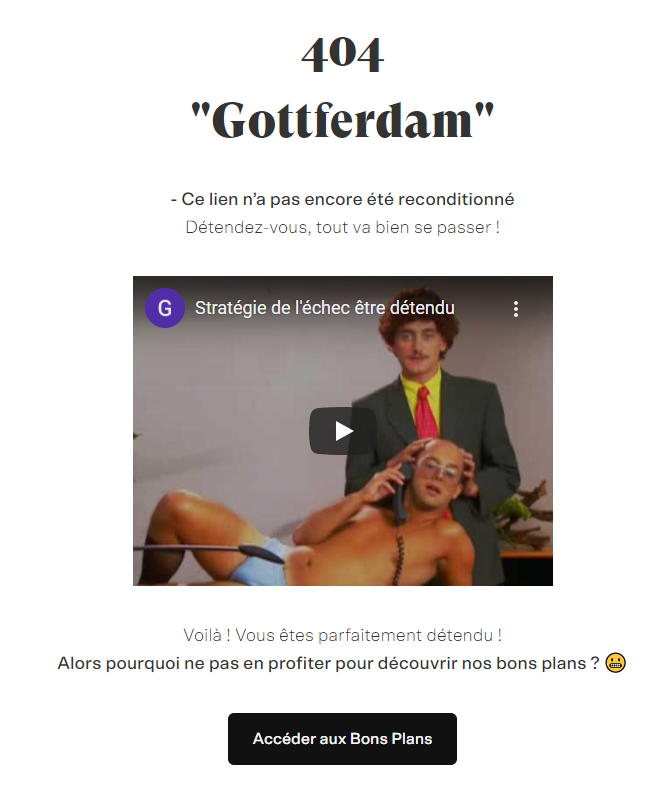 404
"Gottferdam"
- Ce lien n’a pas encore été reconditionné
Détendez-vous, tout va bien se passer !
G
Stratégie de l'échec être détendu
Voilà ! Vous êtes parfaitement détendu !
Alors pourquoi ne pas en profiter pour découvrir nos bons plans ? 😬
Accéder aux Bons Plans